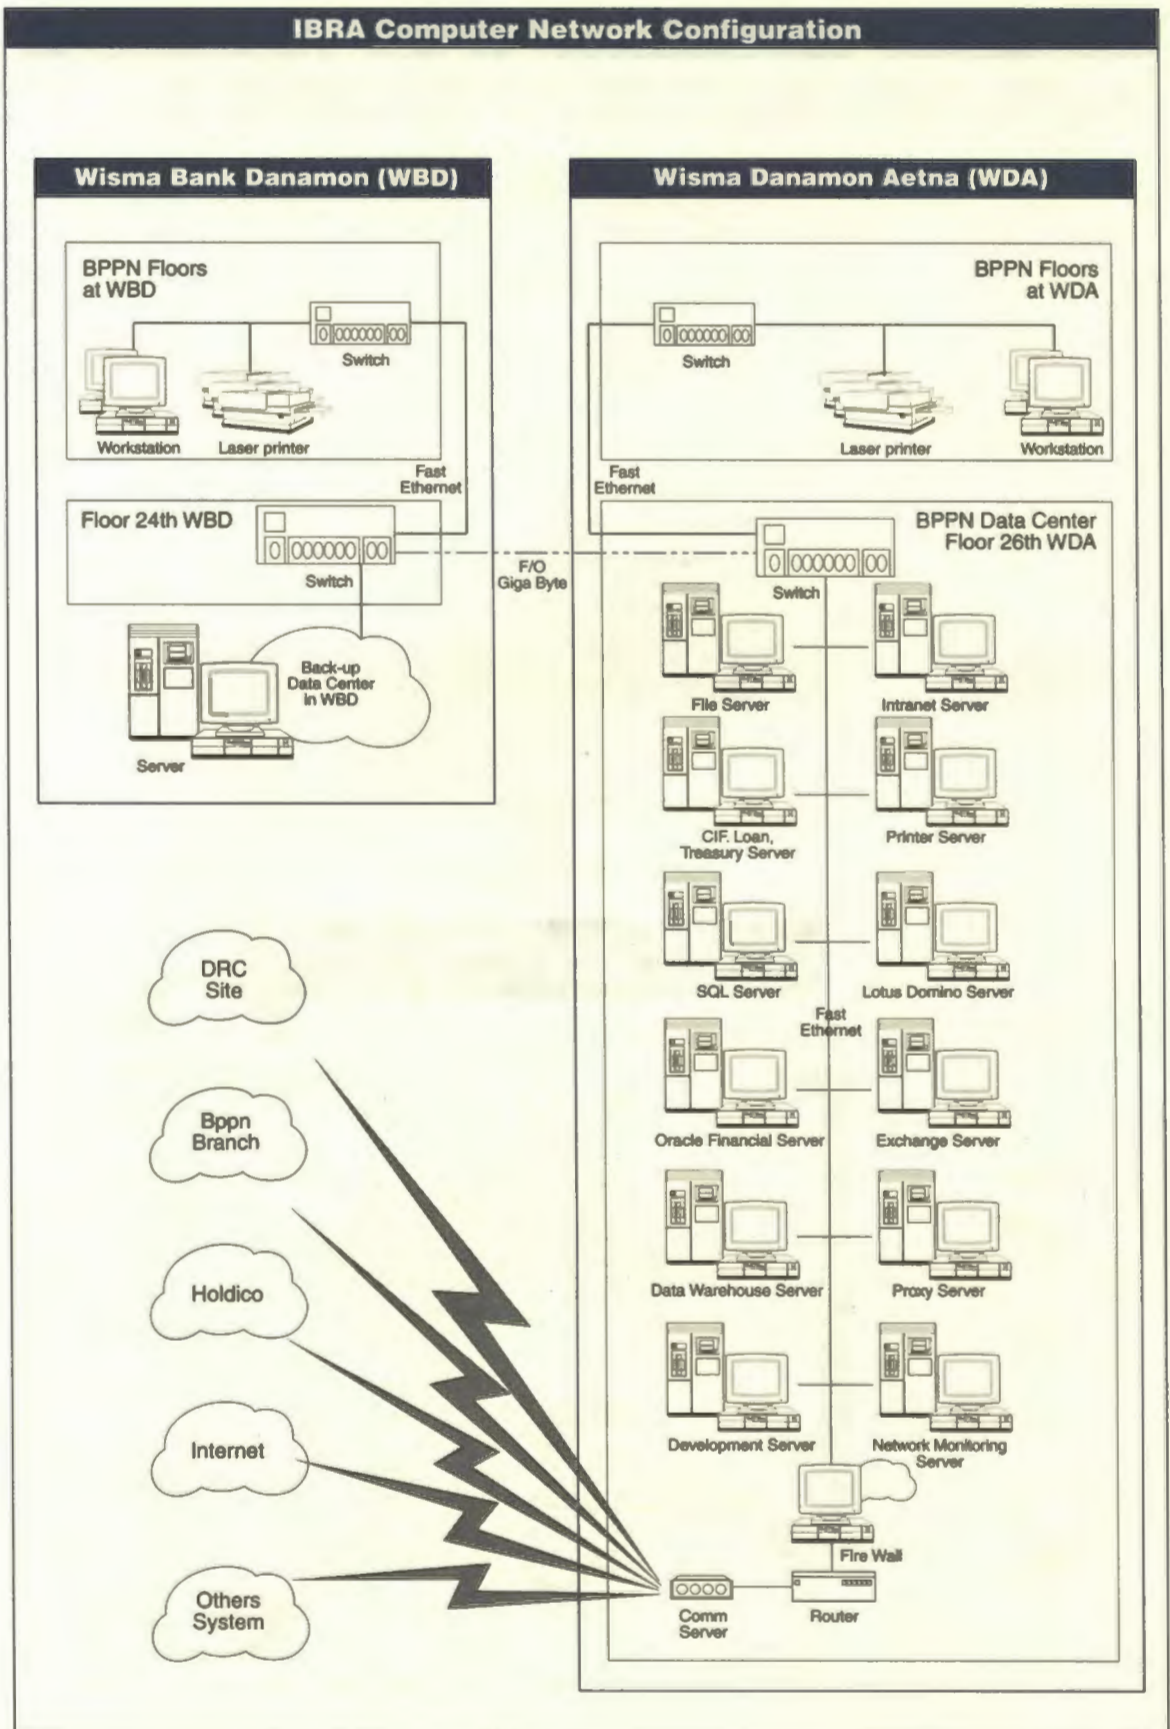 IBRA Computer Network Configuration
Wisma Bank Danamon (WBD)
BPPN Floors
at WBD
Switch
Workstation
Laser printer
Fast
Ethernet
Floor 24th WBD
Switch
F/O
Giga Byte
Back-up
Data Center
in WBD
Server
Wisma Danamon Aetna (WDA)
BPPN Floors
at WDA
Switch
Laser printer
Workstation
Fast
Ethernet
BPPN Data Center
Floor 26th WDA
Switch
File Server
Intranet Server
CIF. Loan,
Treasury Server
Printer Server
SQL Server
Lotus Domino Server
Fast
Ethernet
Oracle Financial Server
Exchange Server
Data Warehouse Server
Proxy Server
Development Server
Network Monitoring
Server
Fire Wall
Comm
Server
Router
DRC
Site
Bppn
Branch
Holdico
Internet
Others
System